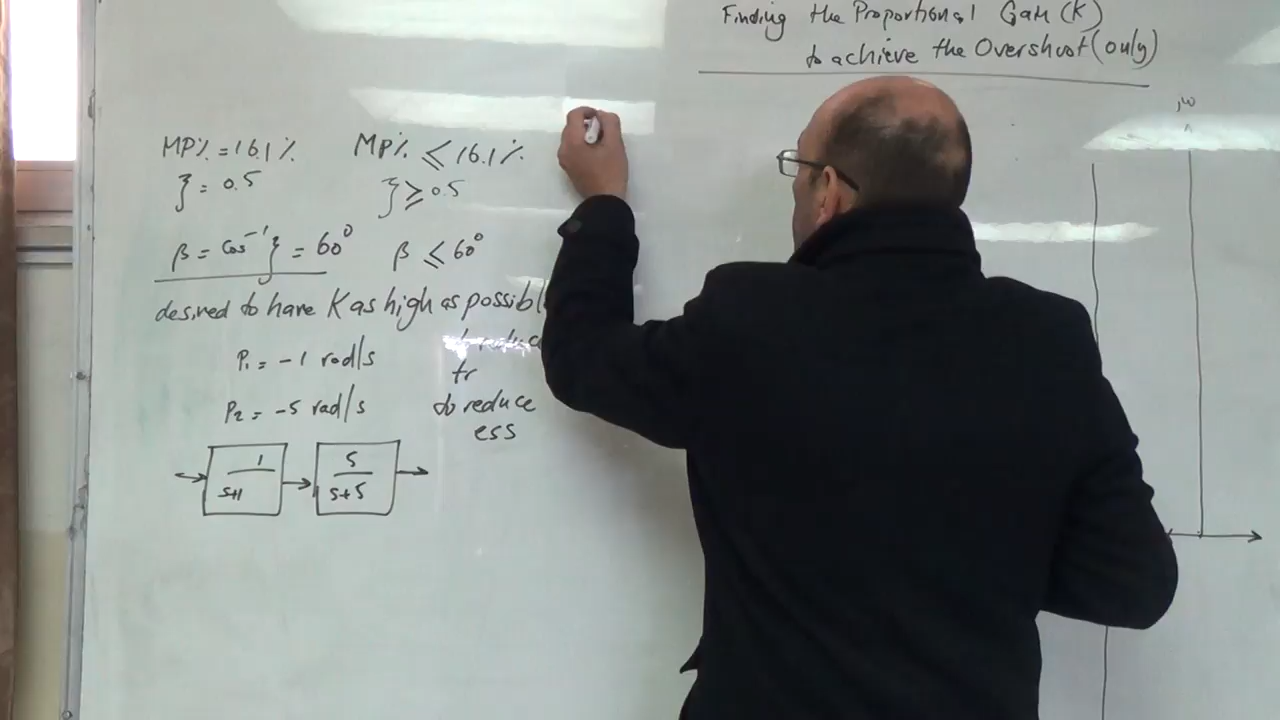 Finding the Proportional Gain (K)
to achieve the Overshoot (only)
jω
MP% = 16.1%
MP% ≤ 16.1%
ζ = 0.5
ζ ≥ 0.5
β = Cos⁻¹ ζ = 60°
β ≤ 60°
desired to have K as high as possible
P₁ = -1 rad/s
tr
P₂ = -5 rad/s
to reduce
ess
1
s+1
5
s+5